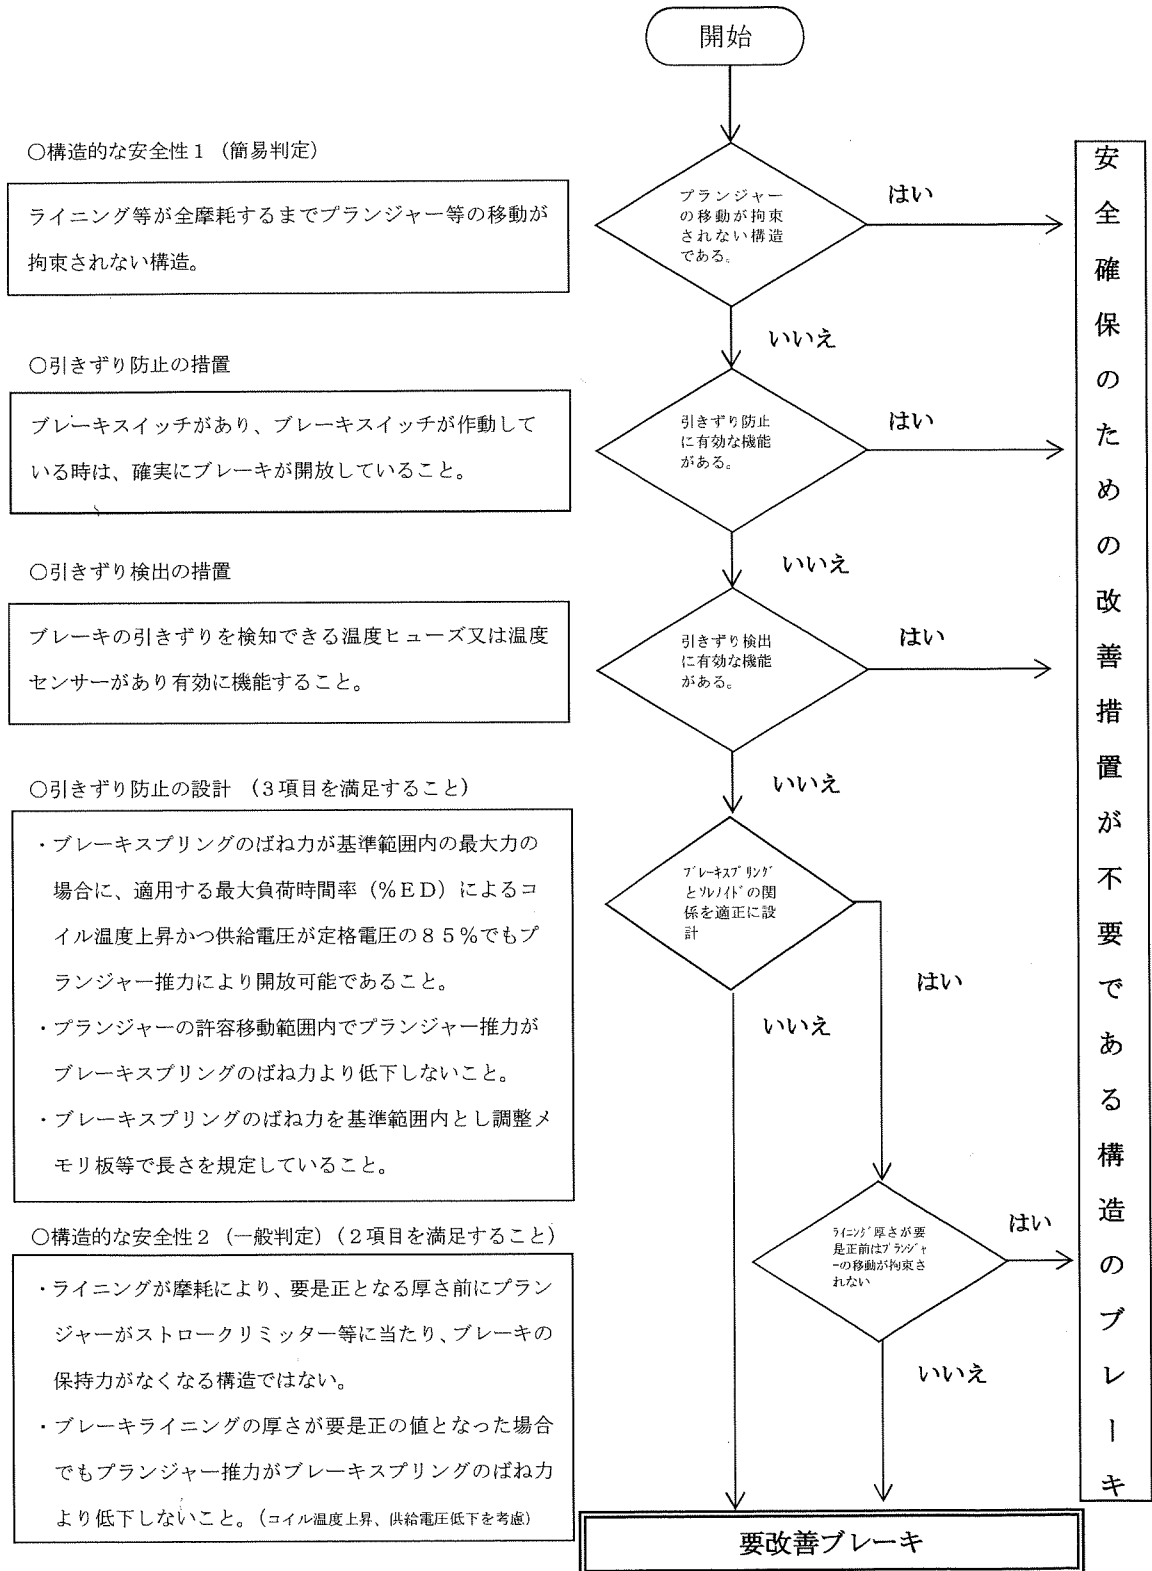 開始
○構造的な安全性１（簡易判定）
ライニング等が全摩耗するまでプランジャー等の移動が
拘束されない構造。
プランジャー
の移動が拘束
されない構造
である。
はい
いいえ
○引きずり防止の措置
ブレーキスイッチがあり、ブレーキスイッチが作動して
いる時は、確実にブレーキが開放していること。
引きずり防止
に有効な機能
がある。
はい
いいえ
○引きずり検出の措置
ブレーキの引きずりを検知できる温度ヒューズ又は温度
センサーがあり有効に機能すること。
引きずり検出
に有効な機能
がある。
はい
いいえ
○引きずり防止の設計　（３項目を満足すること）
・ブレーキスプリングのばね力が基準範囲内の最大力の
場合に、適用する最大負荷時間率（％ＥＤ）によるコ
イル温度上昇かつ供給電圧が定格電圧の８５％でもプ
ランジャー推力により開放可能であること。
・プランジャーの許容移動範囲内でプランジャー推力が
ブレーキスプリングのばね力より低下しないこと。
・ブレーキスプリングのばね力を基準範囲内とし調整メ
モリ板等で長さを規定していること。
ﾌﾞﾚｰｷｽﾌﾟﾘﾝｸﾞ
とｿﾚﾉｲﾄﾞの関
係を適正に設
計
はい
いいえ
○構造的な安全性２（一般判定）（２項目を満足すること）
・ライニングが摩耗により、要是正となる厚さ前にプラン
ジャーがストロークリミッター等に当たり、ブレーキの
保持力がなくなる構造ではない。
・ブレーキライニングの厚さが要是正の値となった場合
でもプランジャー推力がブレーキスプリングのばね力
より低下しないこと。（コイル温度上昇、供給電圧低下を考慮）
ﾗｲﾆﾝｸﾞ厚さが要
是正前はﾌﾟﾗﾝｼﾞｬ
ｰの移動が拘束さ
れない
はい
いいえ
安全確保のための改善措置が不要である構造のブレーキ
要改善ブレーキ